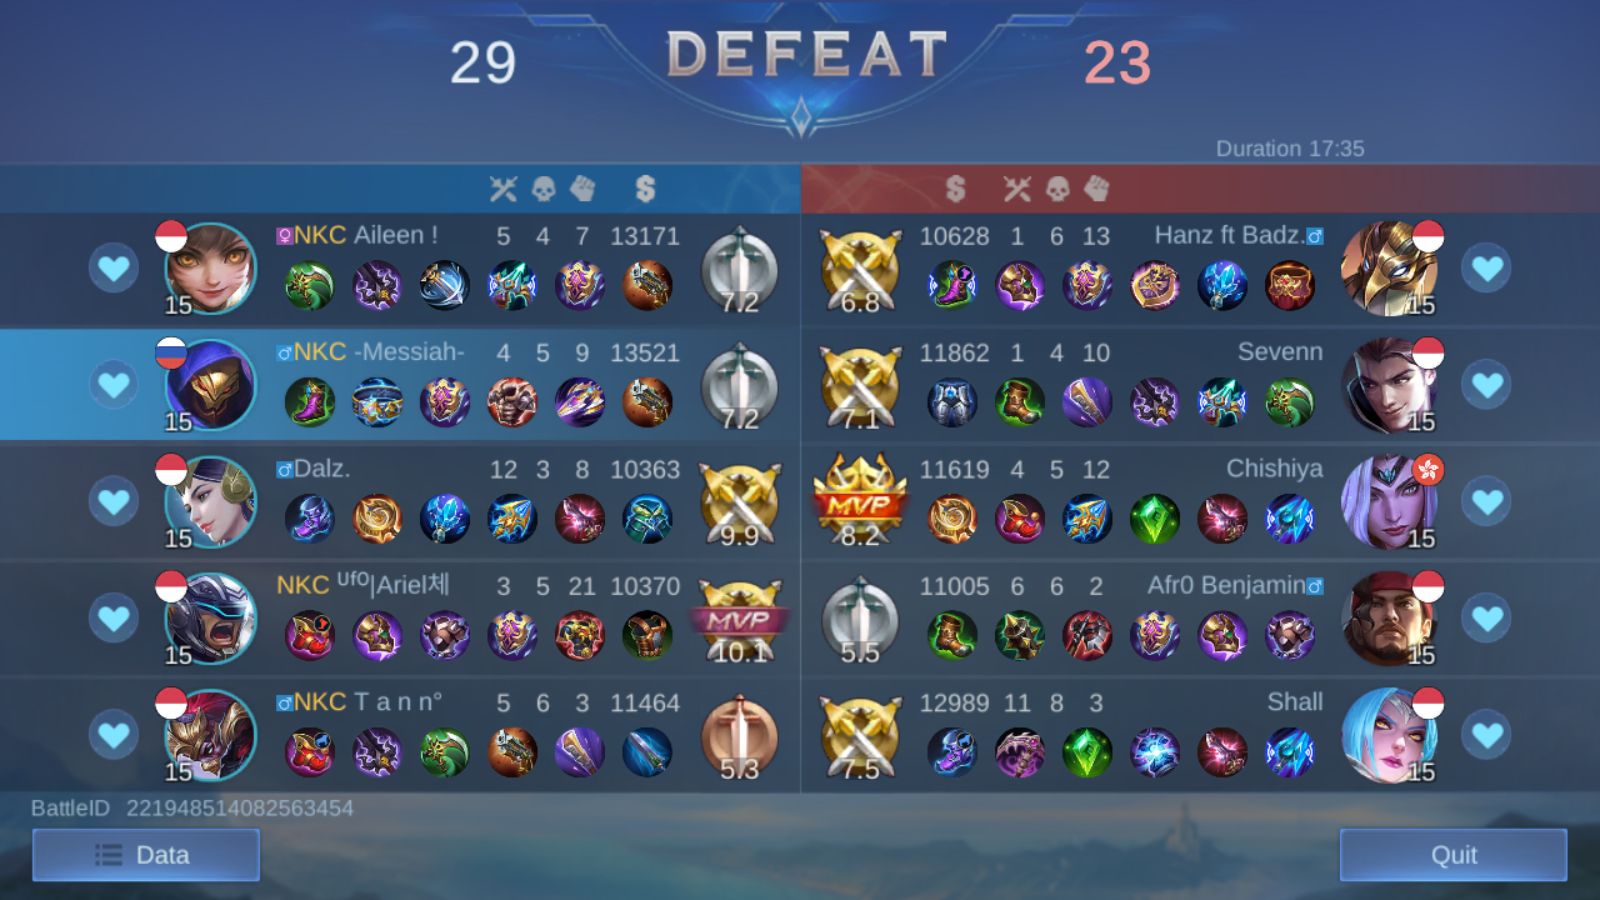 29 DEFEAT 23
Duration 17:35
NKC Aileen ! 5 4 7 13171
15 7.2
10628 1 6 13 Hanz ft Badz.
6.8 15
NKC -Messiah- 4 5 9 13521
15 7.2
11862 1 4 10 Sevenn
7.1 15
Dalz. 12 3 8 10363
15 9.9
11619 4 5 12 Chishiya
MVP
8.2 15
NKC ᵁᶠᴼ|Ariel체 3 5 21 10370
MVP
15 10.1
11005 6 6 2 Afr0 Benjamin
5.5 15
NKC T a n n° 5 6 3 11464
15 5.3
12989 11 8 3 Shall
7.5 15
BattleID 221948514082563454
Data
Quit